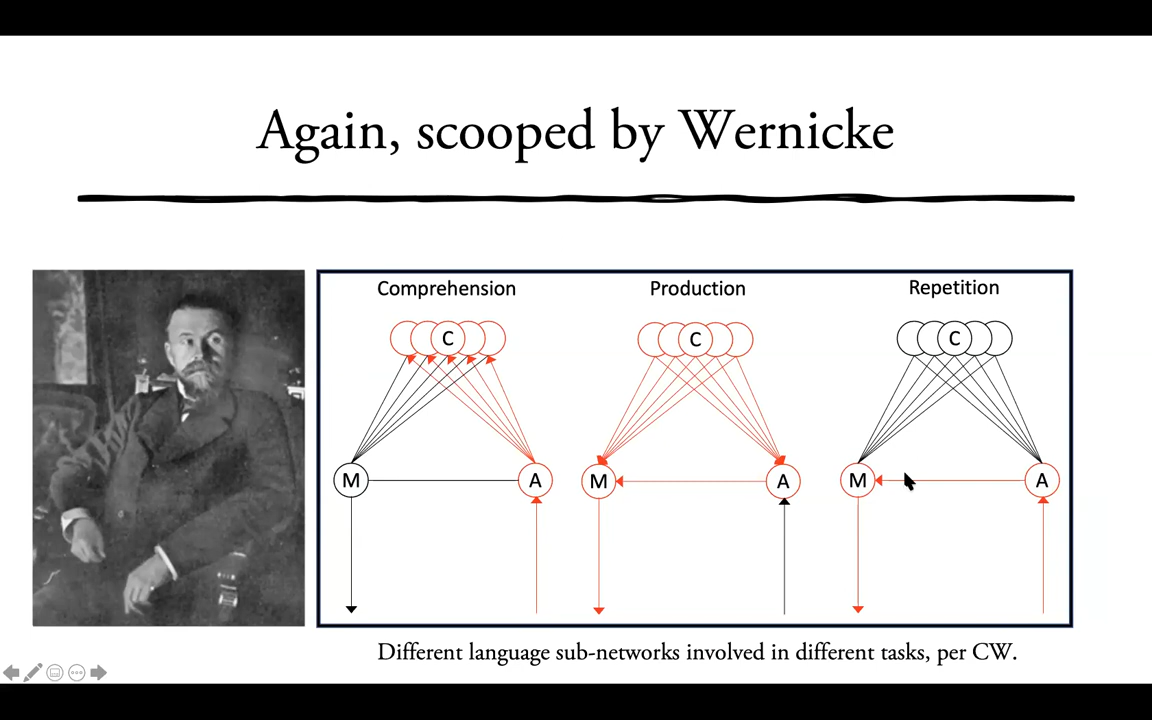 Again, scooped by Wernicke
Comprehension
Production
Repetition
C
C
C
M
A
M
A
M
A
Different language sub-networks involved in different tasks, per CW.